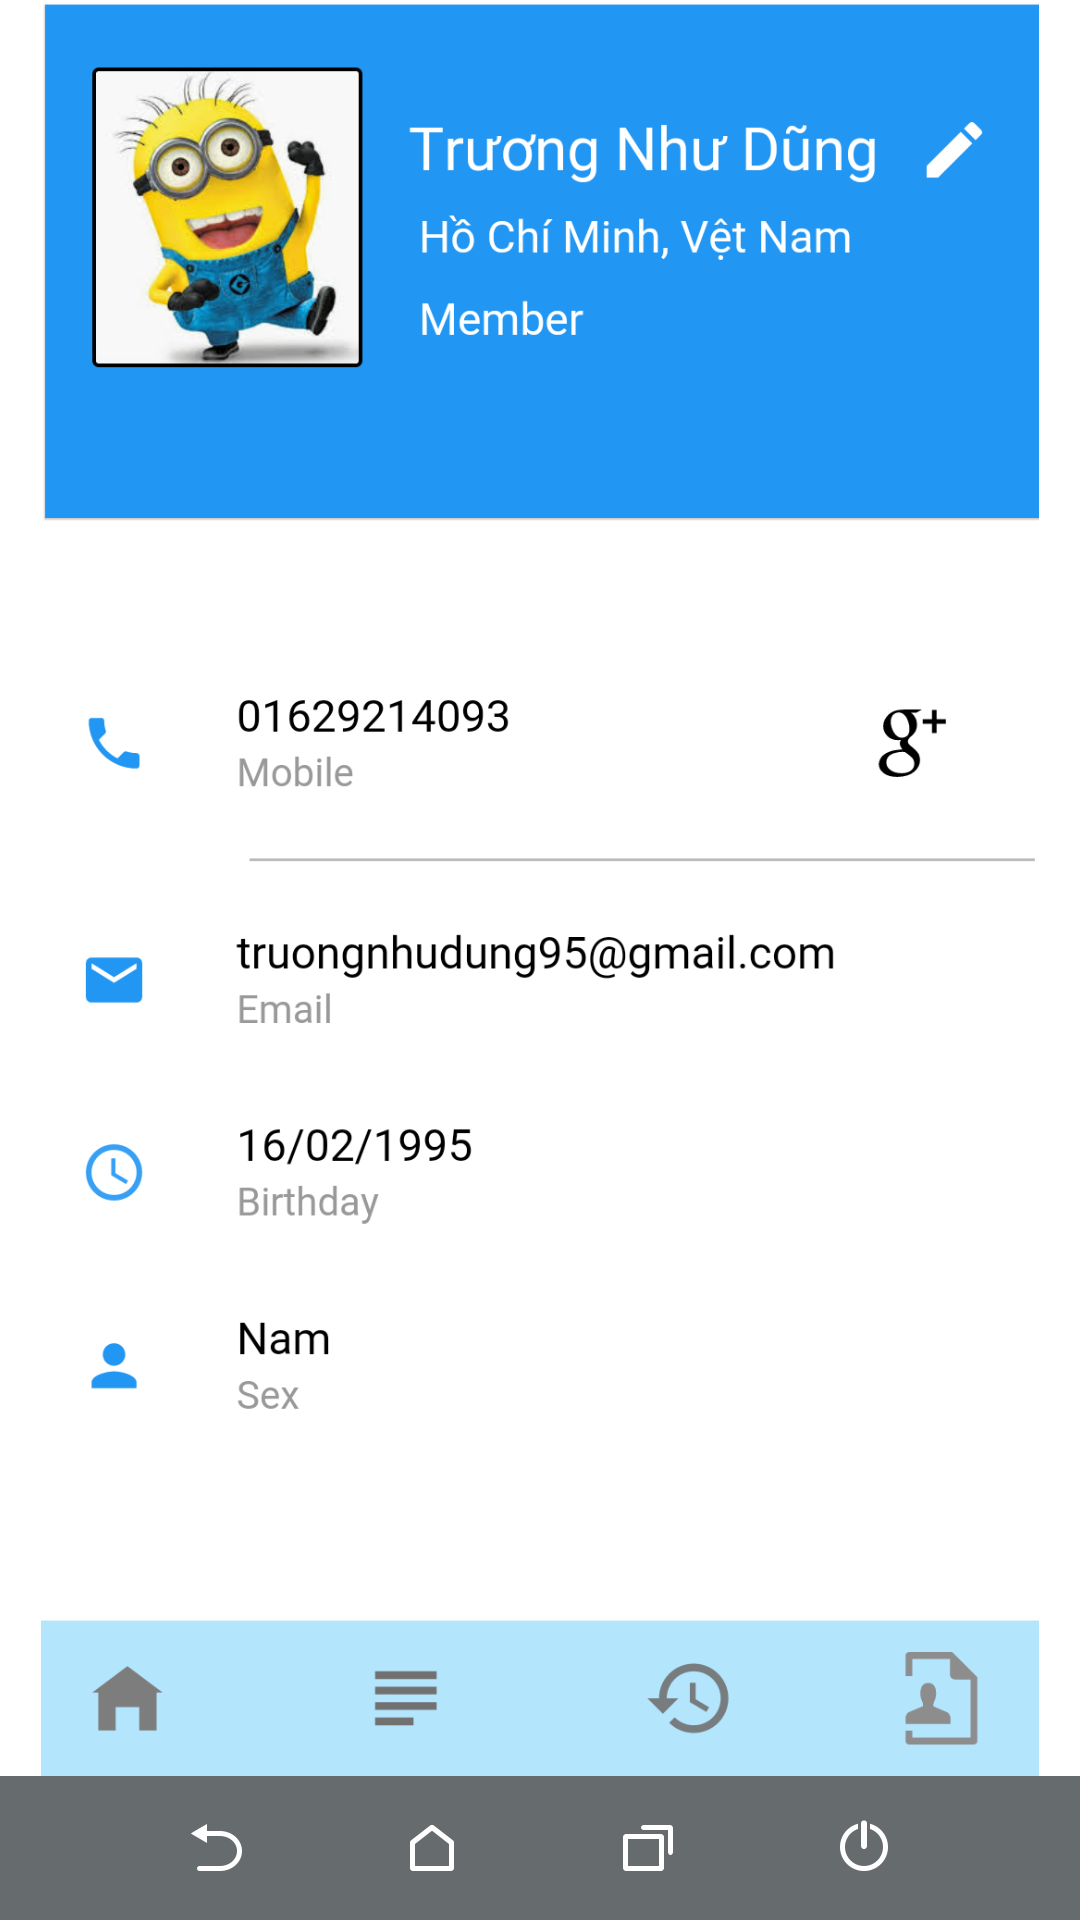 Trương Như Dũng
Hồ Chí Minh, Vệt Nam
Member
01629214093
Mobile
g+
truongnhudung95@gmail.com
Email
16/02/1995
Birthday
Nam
Sex